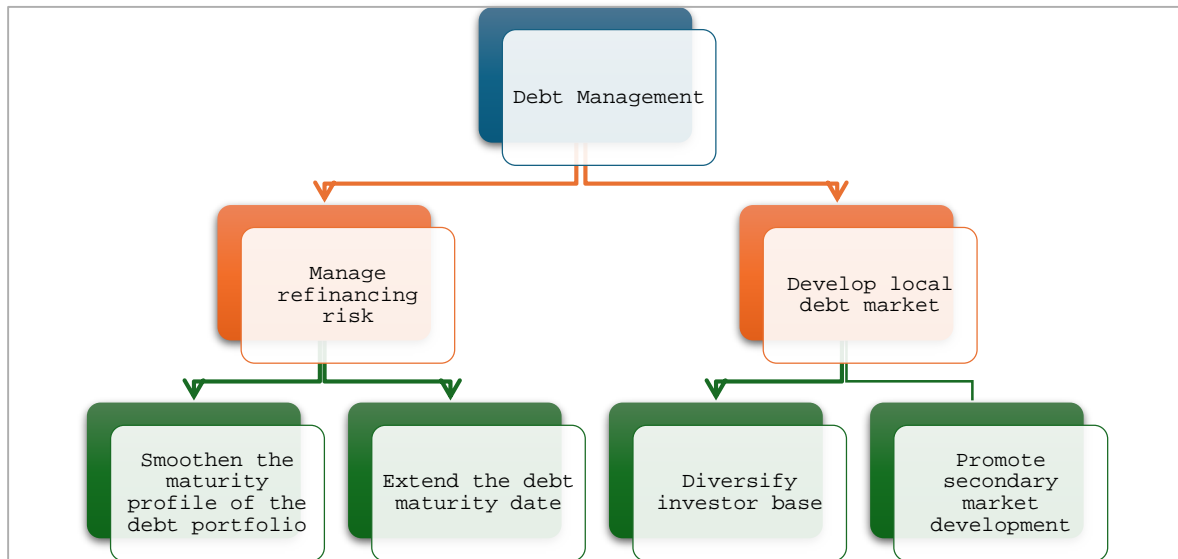 Debt Management
Manage
refinancing
risk
Develop local
debt market
Smoothen the
maturity
profile of the
debt portfolio
Extend the debt
maturity date
Diversify
investor base
Promote
secondary
market
development